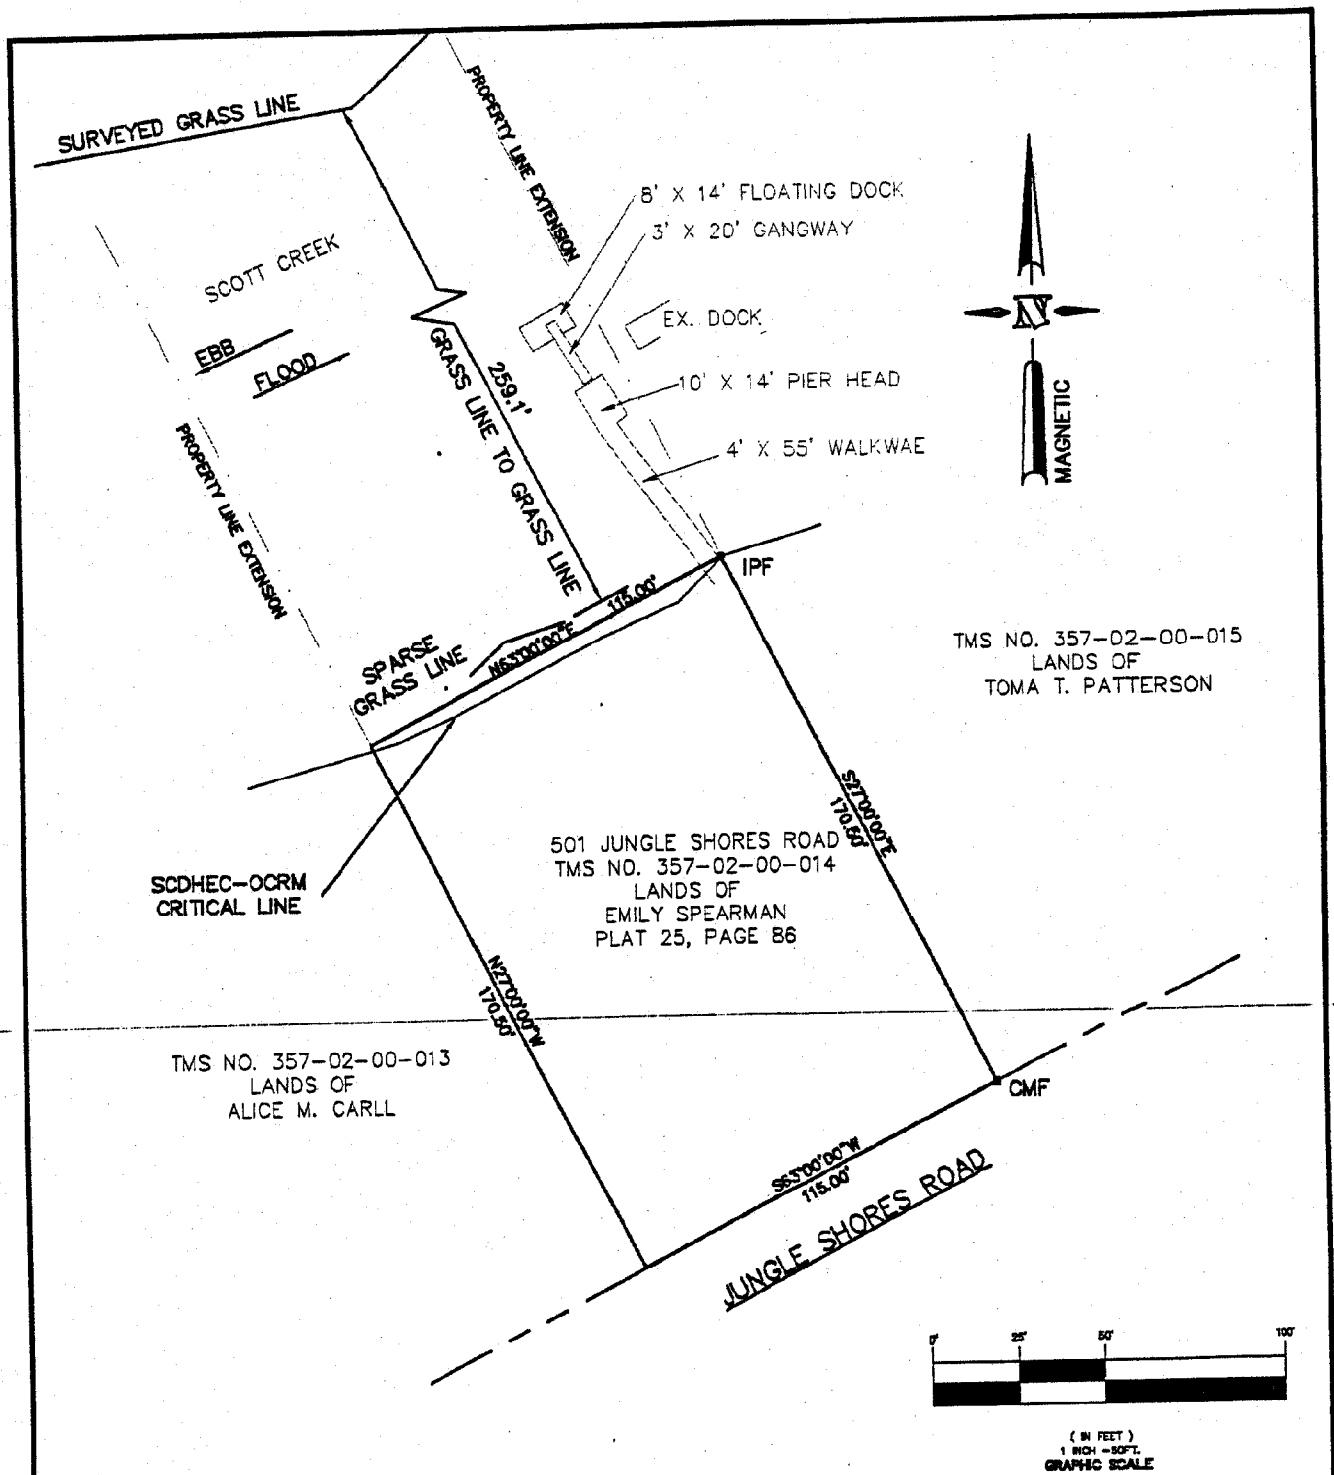 SURVEYED GRASS LINE
PROPERTY LINE EXTENSION
8' X 14' FLOATING DOCK
3' X 20' GANGWAY
SCOTT CREEK
EBB
FLOOD
EX. DOCK
259.1'
GRASS LINE TO GRASS LINE
10' X 14' PIER HEAD
4' X 55' WALKWAE
N
MAGNETIC
PROPERTY LINE EXTENSION
IPF
SPARSE
GRASS LINE
N63°00'00"E
115.00'
TMS NO. 357-02-00-015
LANDS OF
TOMA T. PATTERSON
S27°00'00"E
170.50'
501 JUNGLE SHORES ROAD
TMS NO. 357-02-00-014
LANDS OF
EMILY SPEARMAN
PLAT 25, PAGE 86
SCDHEC-OCRM
CRITICAL LINE
N27°00'00"W
170.50'
TMS NO. 357-02-00-013
LANDS OF
ALICE M. CARLL
CMF
S63°00'00"W
115.00'
JUNGLE SHORES ROAD
0' 25' 50' 100'
( IN FEET )
1 INCH =50FT.
GRAPHIC SCALE